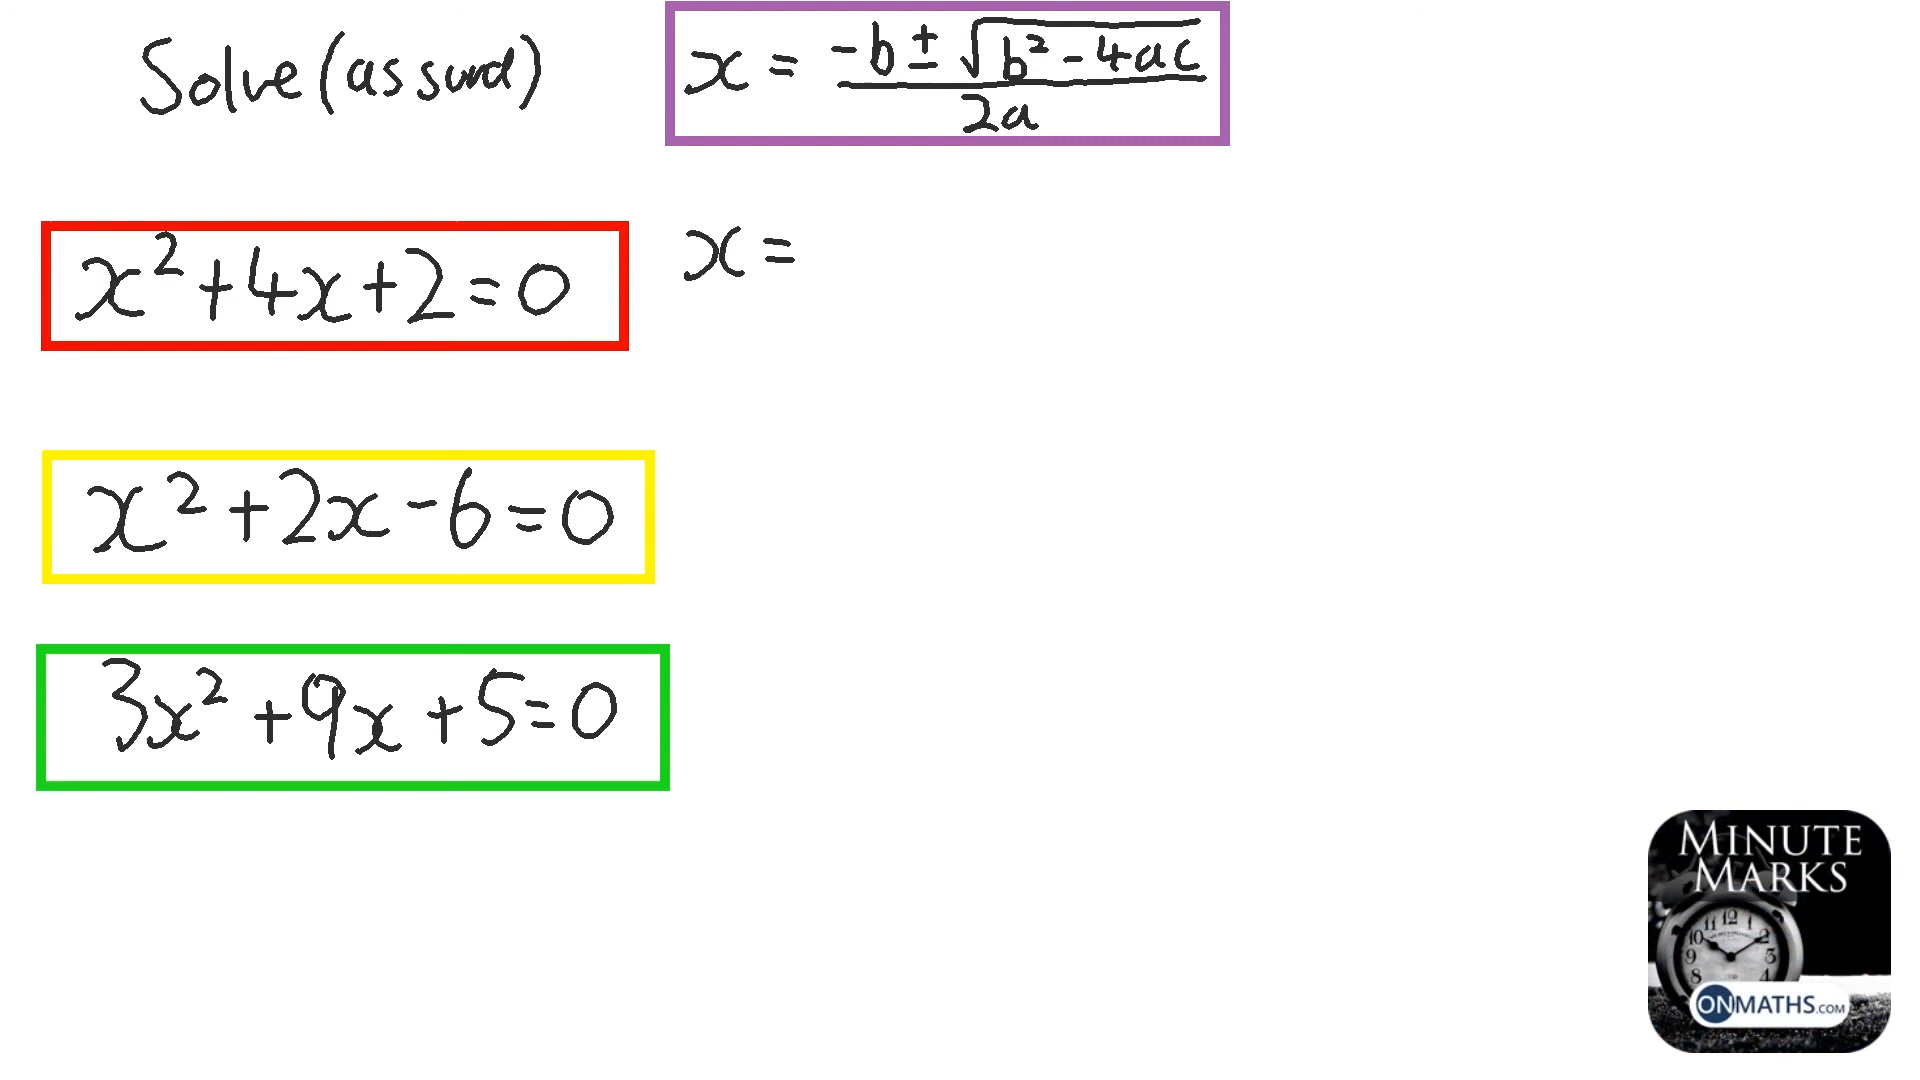 Solve (as surd)
x = (-b ± √(b² - 4ac)) / 2a
x² + 4x + 2 = 0
x =
x² + 2x - 6 = 0
3x² + 9x + 5 = 0
MINUTE
MARKS
ONMATHS.COM